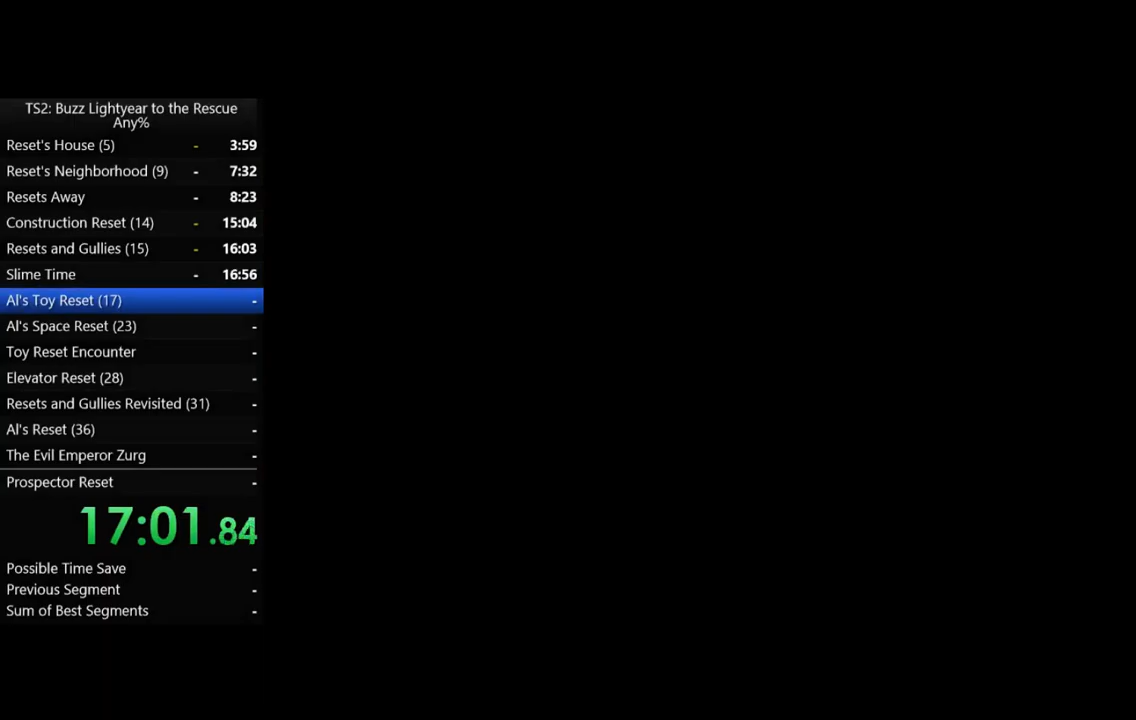 TS2: Buzz Lightyear to the Rescue
Any%
Reset's House (5) - 3:59
Reset's Neighborhood (9) - 7:32
Resets Away - 8:23
Construction Reset (14) - 15:04
Resets and Gullies (15) - 16:03
Slime Time - 16:56
Al's Toy Reset (17) -
Al's Space Reset (23) -
Toy Reset Encounter -
Elevator Reset (28) -
Resets and Gullies Revisited (31) -
Al's Reset (36) -
The Evil Emperor Zurg -
Prospector Reset -
17:01.84
Possible Time Save -
Previous Segment -
Sum of Best Segments -